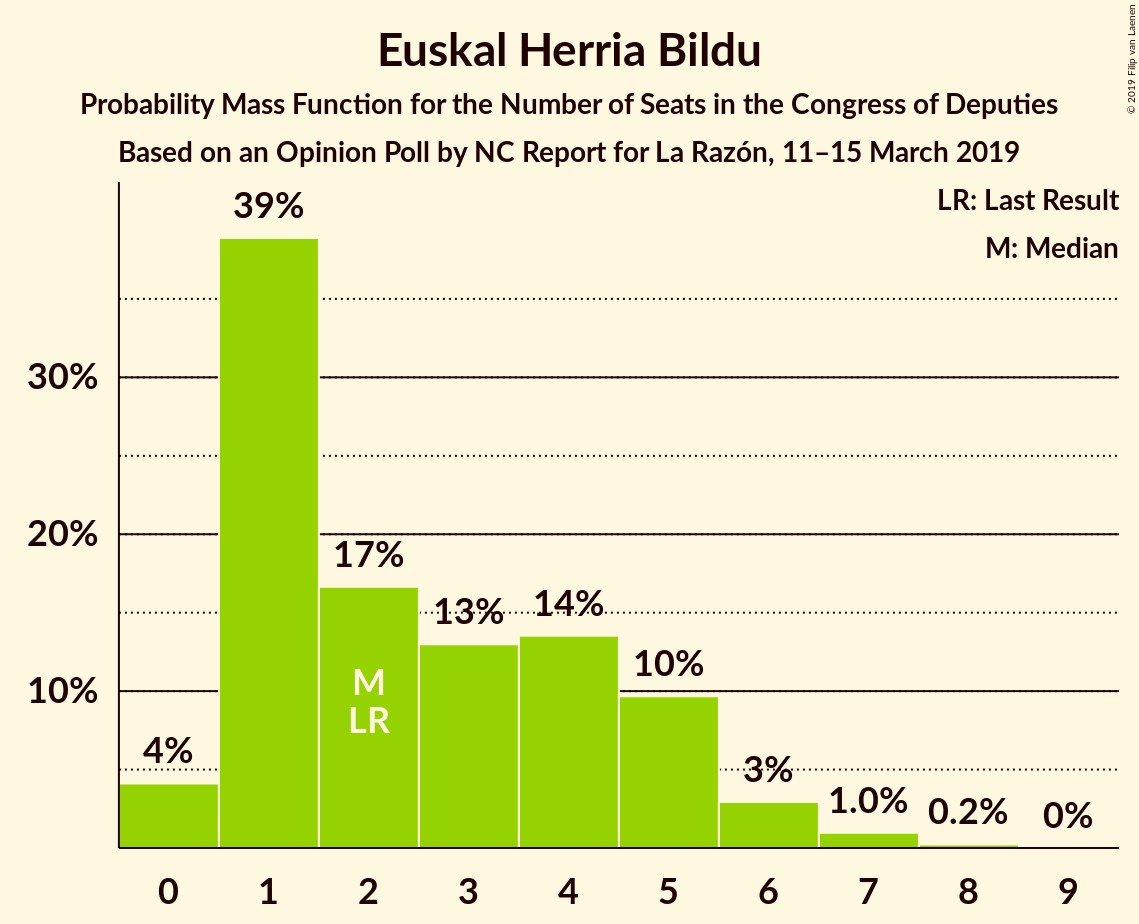 Euskal Herria Bildu
Probability Mass Function for the Number of Seats in the Congress of Deputies
Based on an Opinion Poll by NC Report for La Razón, 11–15 March 2019
© 2019 Filip van Laenen
LR: Last Result
M: Median
39%
30%
20%
17%
13%
14%
10%
10%
M
LR
4%
3%
1.0%
0.2%
0%
0 1 2 3 4 5 6 7 8 9